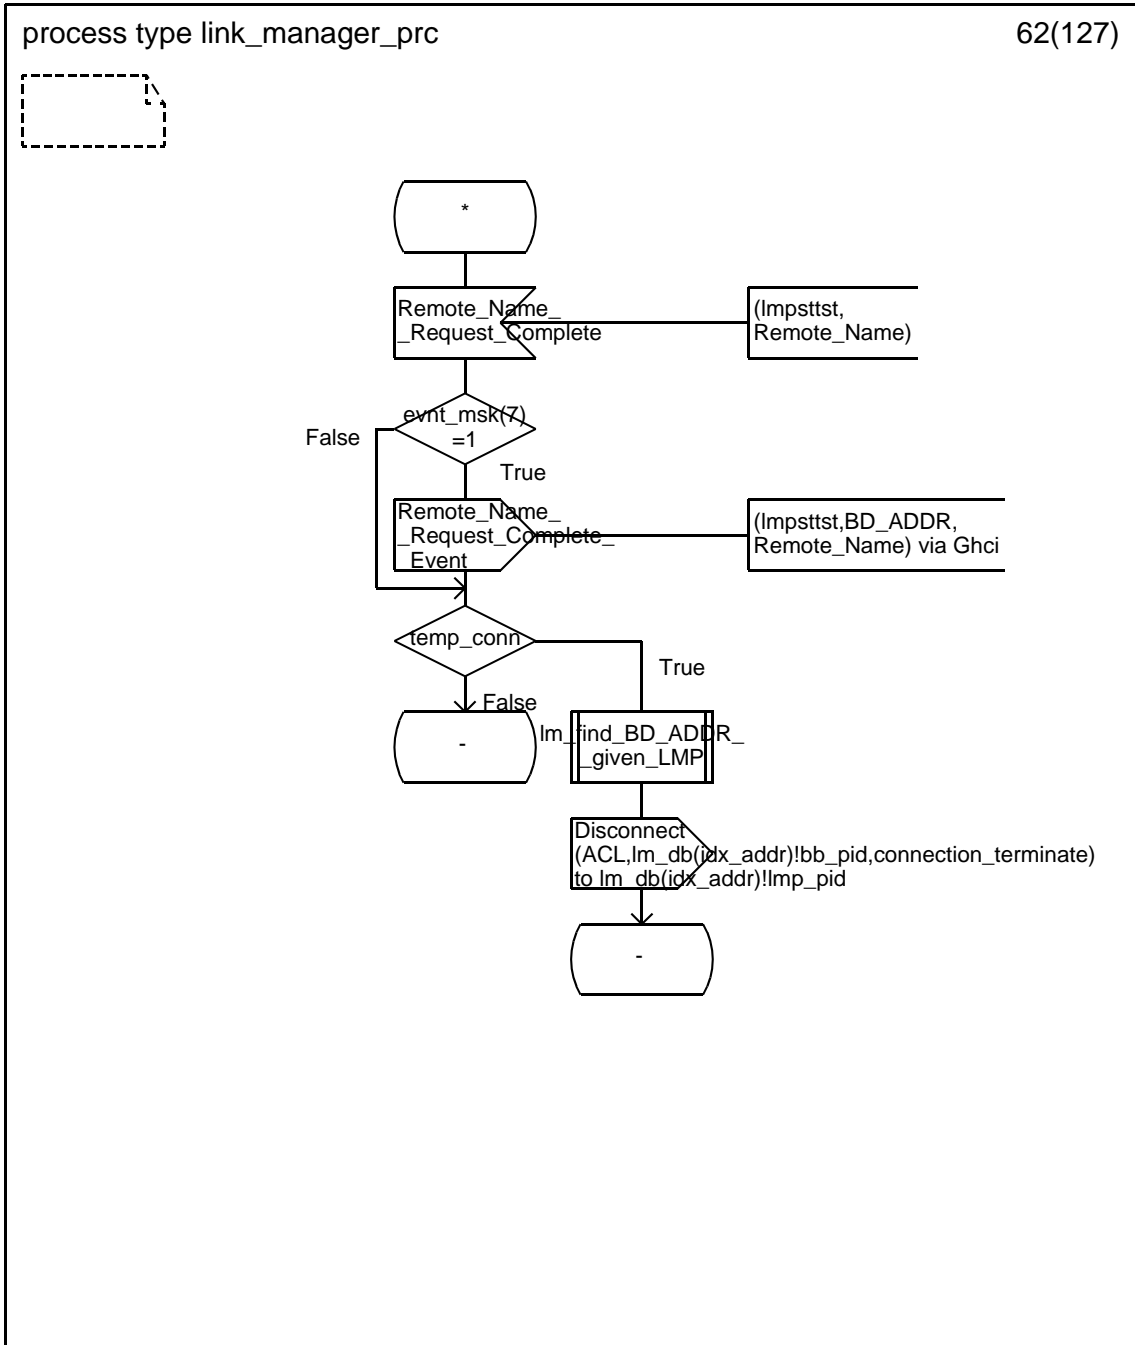 process type link_manager_prc
62(127)
*
Remote_Name_
_Request_Complete
(lmpsttst,
Remote_Name)
evnt_msk(7)
=1
False
True
Remote_Name_
_Request_Complete_
_Event
(lmpsttst,BD_ADDR,
Remote_Name) via Ghci
temp_conn
True
False
-
lm_find_BD_ADDR_
_given_LMP
Disconnect
(ACL,lm_db(idx_addr)!bb_pid,connection_terminate)
to lm_db(idx_addr)!lmp_pid
-